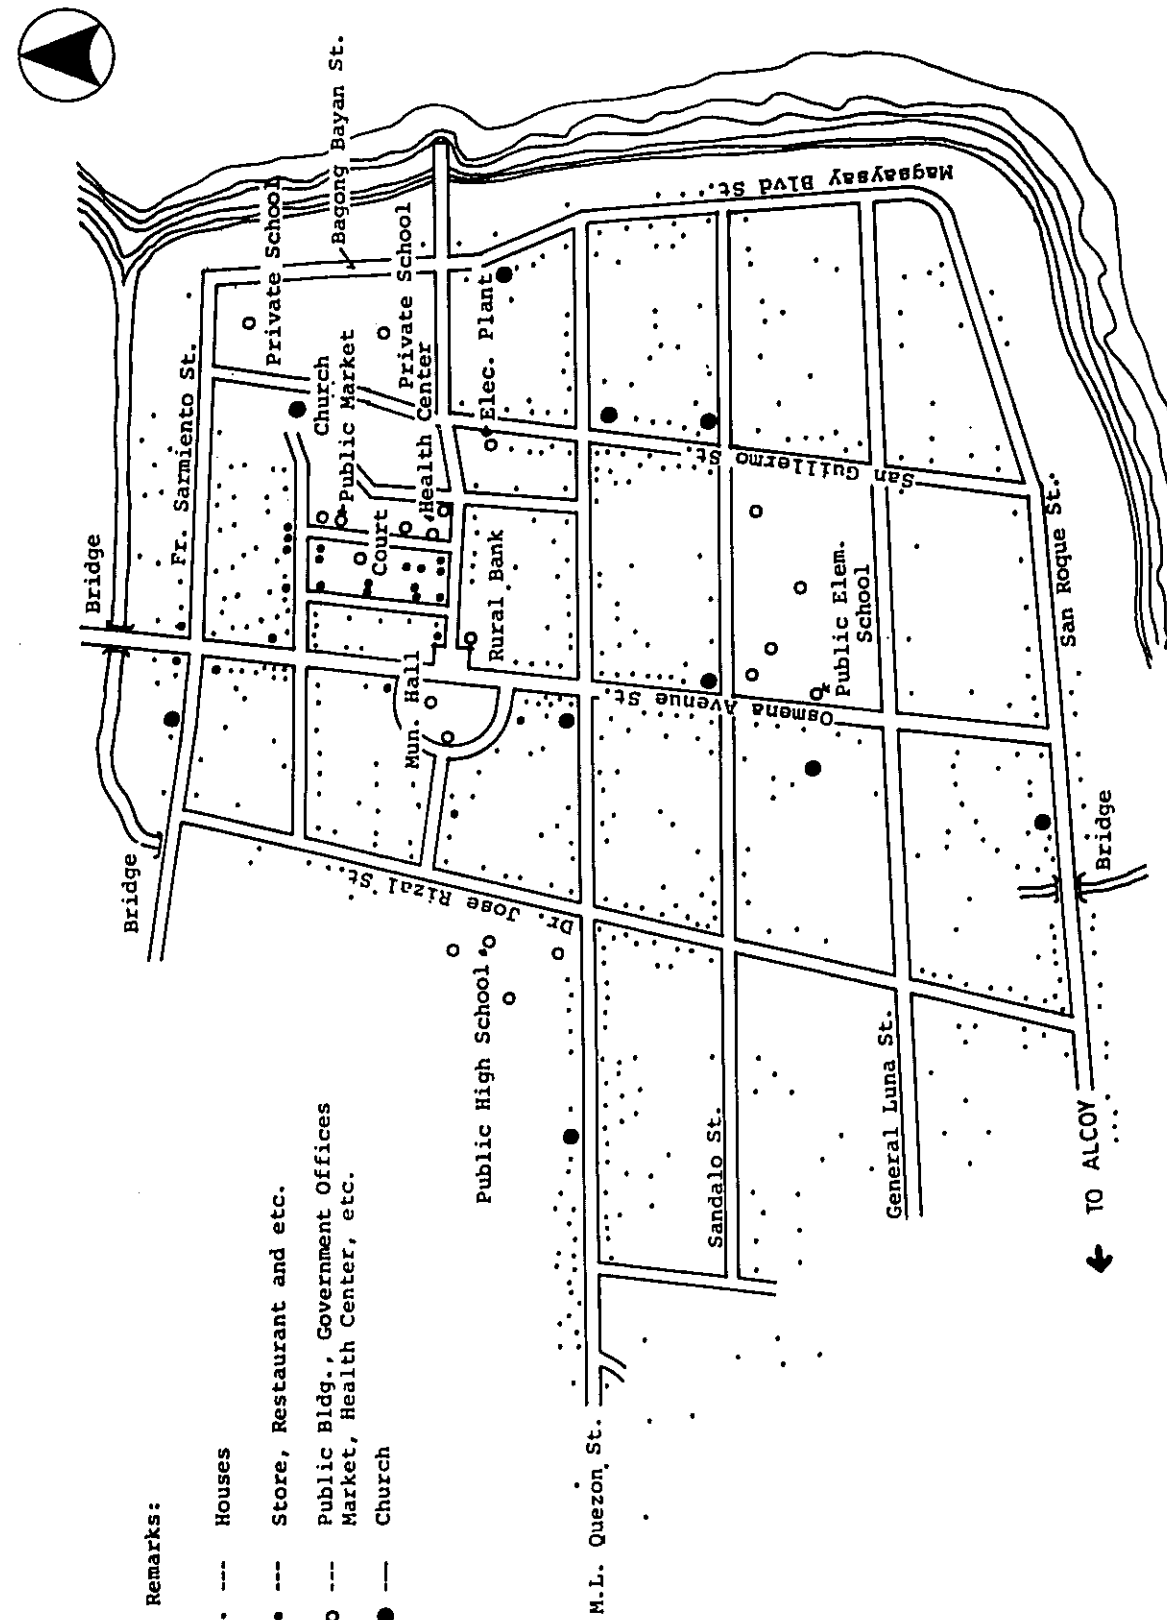 Remarks:
. --- Houses
• --- Store, Restaurant and etc.
o --- Public Bldg., Government Offices
Market, Health Center, etc.
● — Church
Bridge
Bridge
Fr. Sarmiento St.
Private School
Bagong Bayan St.
Church
Public Market
Private School
Health Center
Court
Elec. Plant
Mun. Hall
Rural Bank
Magsaysay Blvd St.
Dr. Jose Rizal St.
Public High School
San Guillermo St.
Osmena Avenue St.
Public Elem.
School
M.L. Quezon St.
Sandalo St.
General Luna St.
San Roque St.
Bridge
TO ALCOY